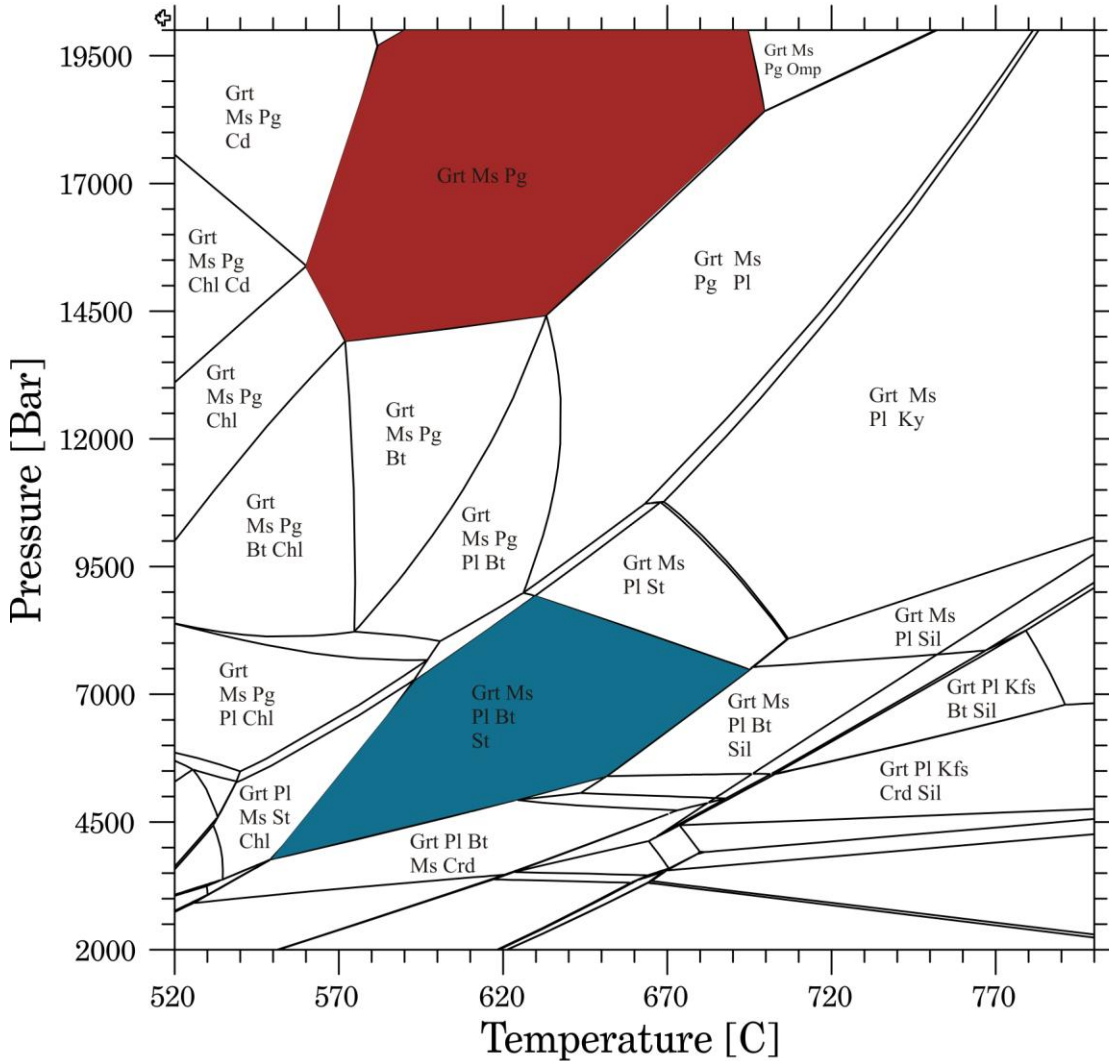 19500
17000
14500
12000
9500
7000
4500
2000
Pressure [Bar]
520
570
620
670
720
770
Temperature [C]
Grt
Ms Pg
Cd
Grt Ms Pg
Grt Ms
Pg Omp
Grt
Ms Pg
Chl Cd
Grt Ms
Pg Pl
Grt
Ms Pg
Chl
Grt
Ms Pg
Bt
Grt Ms
Pl Ky
Grt
Ms Pg
Bt Chl
Grt
Ms Pg
Pl Bt
Grt Ms
Pl St
Grt Ms
Pl Sil
Grt
Ms Pg
Pl Chl
Grt Ms
Pl Bt
St
Grt Ms
Pl Bt
Sil
Grt Pl Kfs
Bt Sil
Grt Pl
Ms St
Chl
Grt Pl Kfs
Crd Sil
Grt Pl Bt
Ms Crd